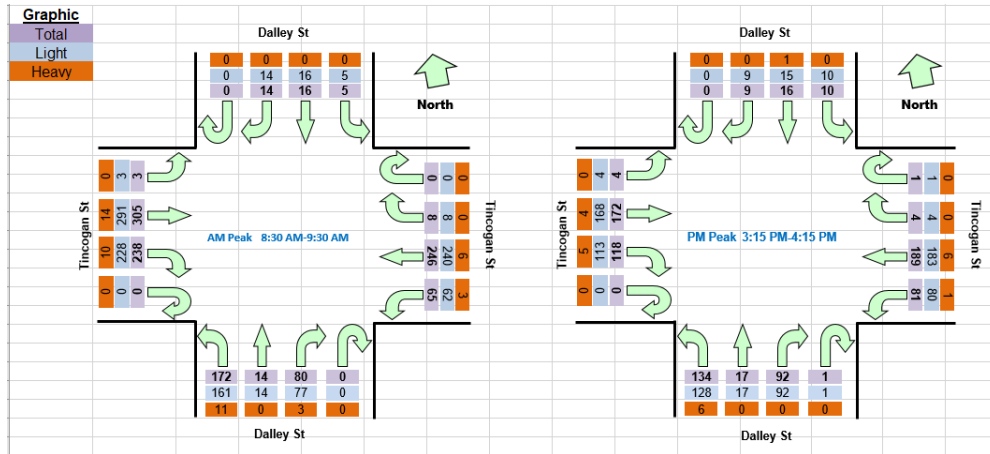 Graphic
Total
Light
Heavy
Dalley St
0 0 0 0
0 14 16 5
0 14 16 5
North
Tincogan St
0 3 3
14 291 305
10 228 238
0 0 0
AM Peak 8:30 AM-9:30 AM
0 0 0
8 8 0
246 240 6
65 62 3
Tincogan St
172 14 80 0
161 14 77 0
11 0 3 0
Dalley St
Dalley St
0 0 1 0
0 9 15 10
0 9 16 10
North
Tincogan St
0 4 4
4 168 172
5 113 118
0 0 0
PM Peak 3:15 PM-4:15 PM
1 1 0
4 4 0
189 183 6
81 80 1
Tincogan St
134 17 92 1
128 17 92 1
6 0 0 0
Dalley St